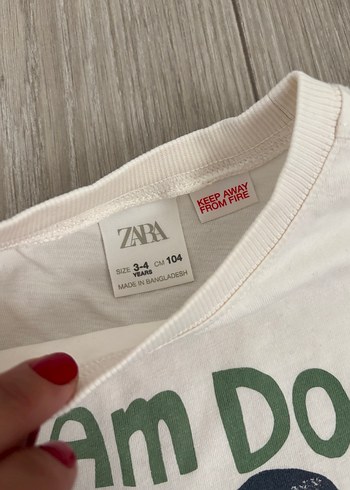 KEEP AWAY
FROM FIRE
ZARA
SIZE 3-4 YEARS CM 104
MADE IN BANGLADESH
Am Do